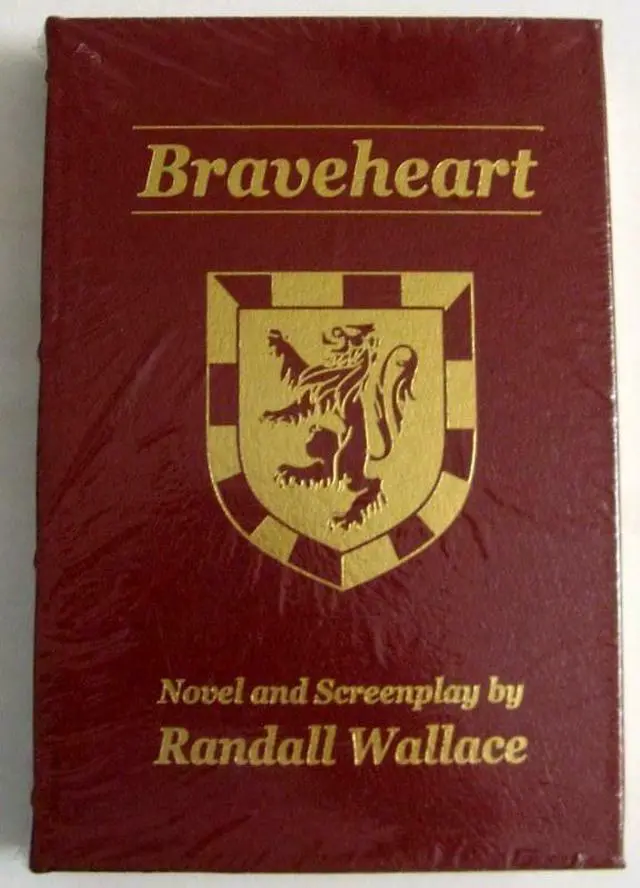 Braveheart
Novel and Screenplay by
Randall Wallace